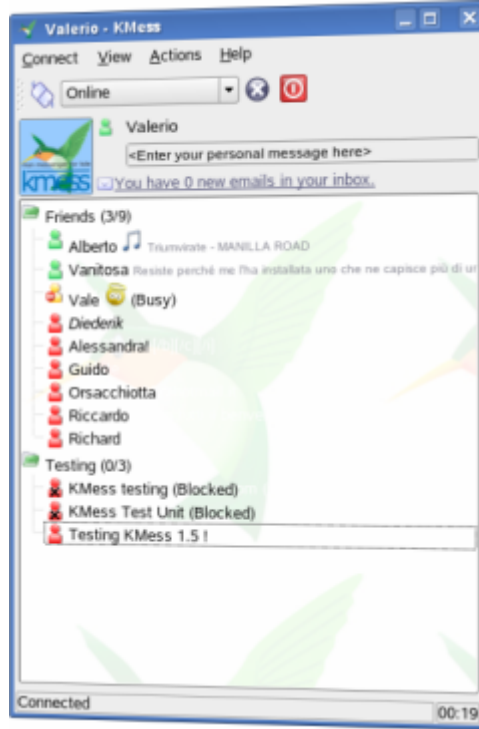 Valerio - KMess
Connect View Actions Help
Online
Valerio
<Enter your personal message here>
kmess
You have 0 new emails in your inbox.
Friends (3/9)
Alberto Triumvirate - MANILLA ROAD
Vanitosa Resiste perché me l'ha installata uno che ne capisce più di ur
Vale (Busy)
Diederik
Alessandra!
Guido
Orsacchiotta
Riccardo
Richard
Testing (0/3)
KMess testing (Blocked)
KMess Test Unit (Blocked)
Testing KMess 1.5 !
Connected
00:19